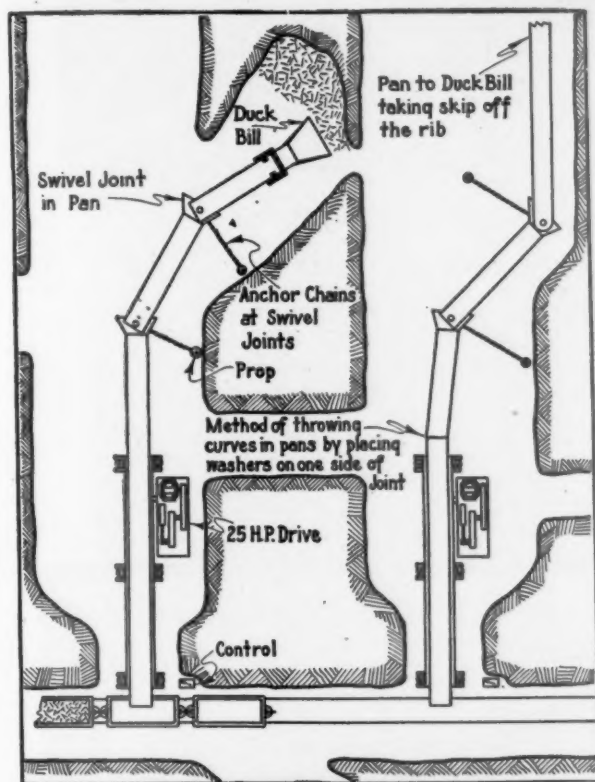 Duck
Bill
Pan to Duck Bill
taking skip off
the rib
Swivel Joint
in Pan
Anchor Chains
at Swivel
Joints
Prop
Method of throwing
curves in pans by placing
washers on one side of
Joint
25 H.P. Drive
Control